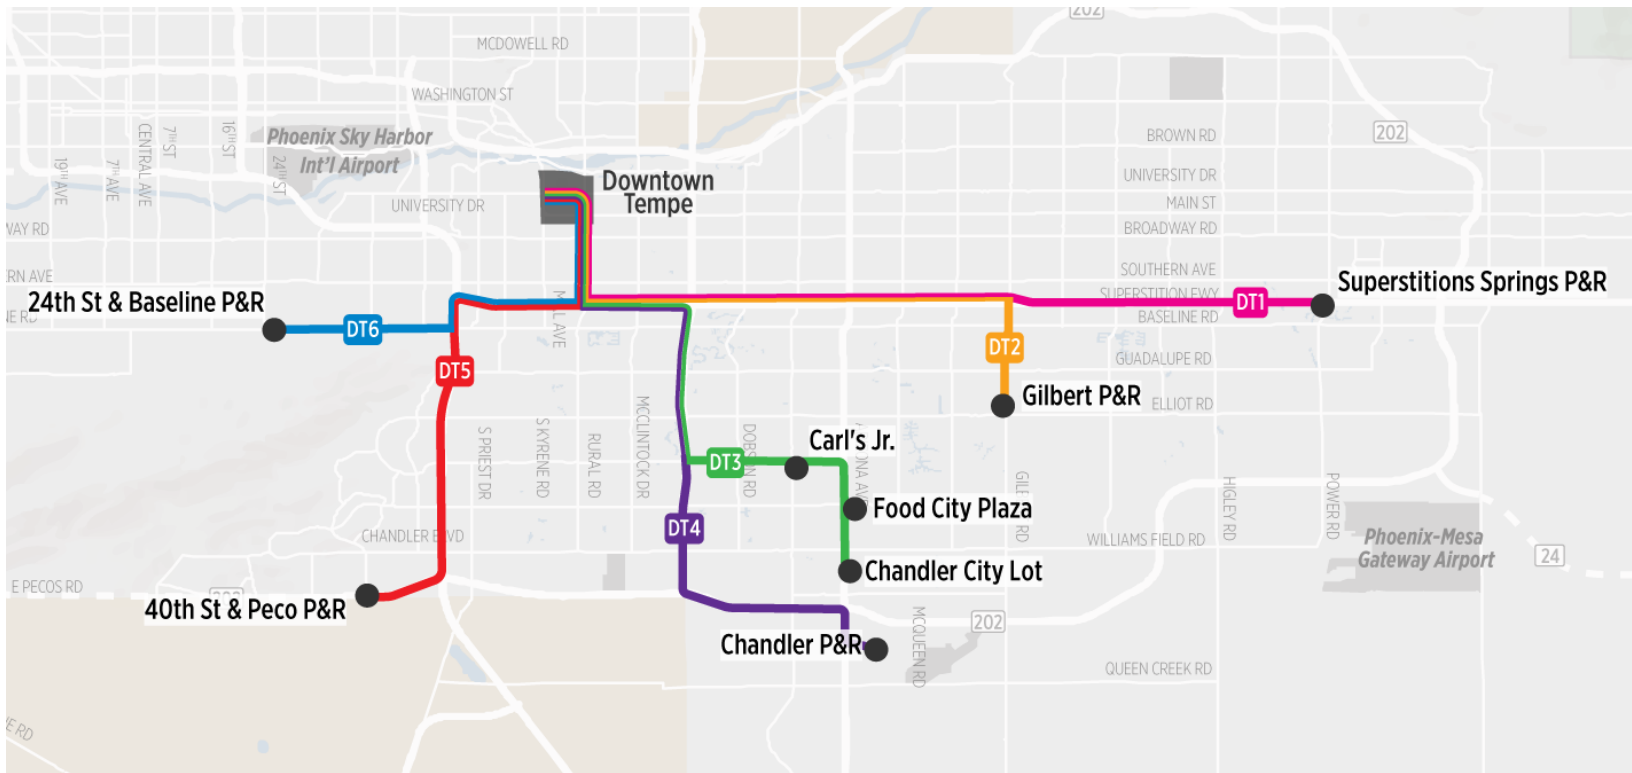 202
MCDOWELL RD
WASHINGTON ST
CENTRAL AVE
7TH ST
16TH ST
Phoenix Sky Harbor
Int'l Airport
BROWN RD
202
19TH AVE
7TH AVE
24TH ST
UNIVERSITY DR
Downtown
Tempe
UNIVERSITY DR
MAIN ST
WAY RD
BROADWAY RD
ERN AVE
SOUTHERN AVE
24th St & Baseline P&R
SUPERSTITION FWY
DT1
Superstitions Springs P&R
NE RD
DT6
BASELINE RD
DT2
GUADALUPE RD
DT5
Gilbert P&R
ELLIOT RD
S PRIEST DR
S KYRENE RD
RURAL RD
MCCLINTOCK DR
DT3
Carl's Jr.
Food City Plaza
HIGLEY RD
POWER RD
DT4
CHANDLER BLVD
WILLIAMS FIELD RD
Phoenix-Mesa
Gateway Airport
24
Chandler City Lot
E PECOS RD
40th St & Peco P&R
202
MCQUEEN RD
Chandler P&R
QUEEN CREEK RD